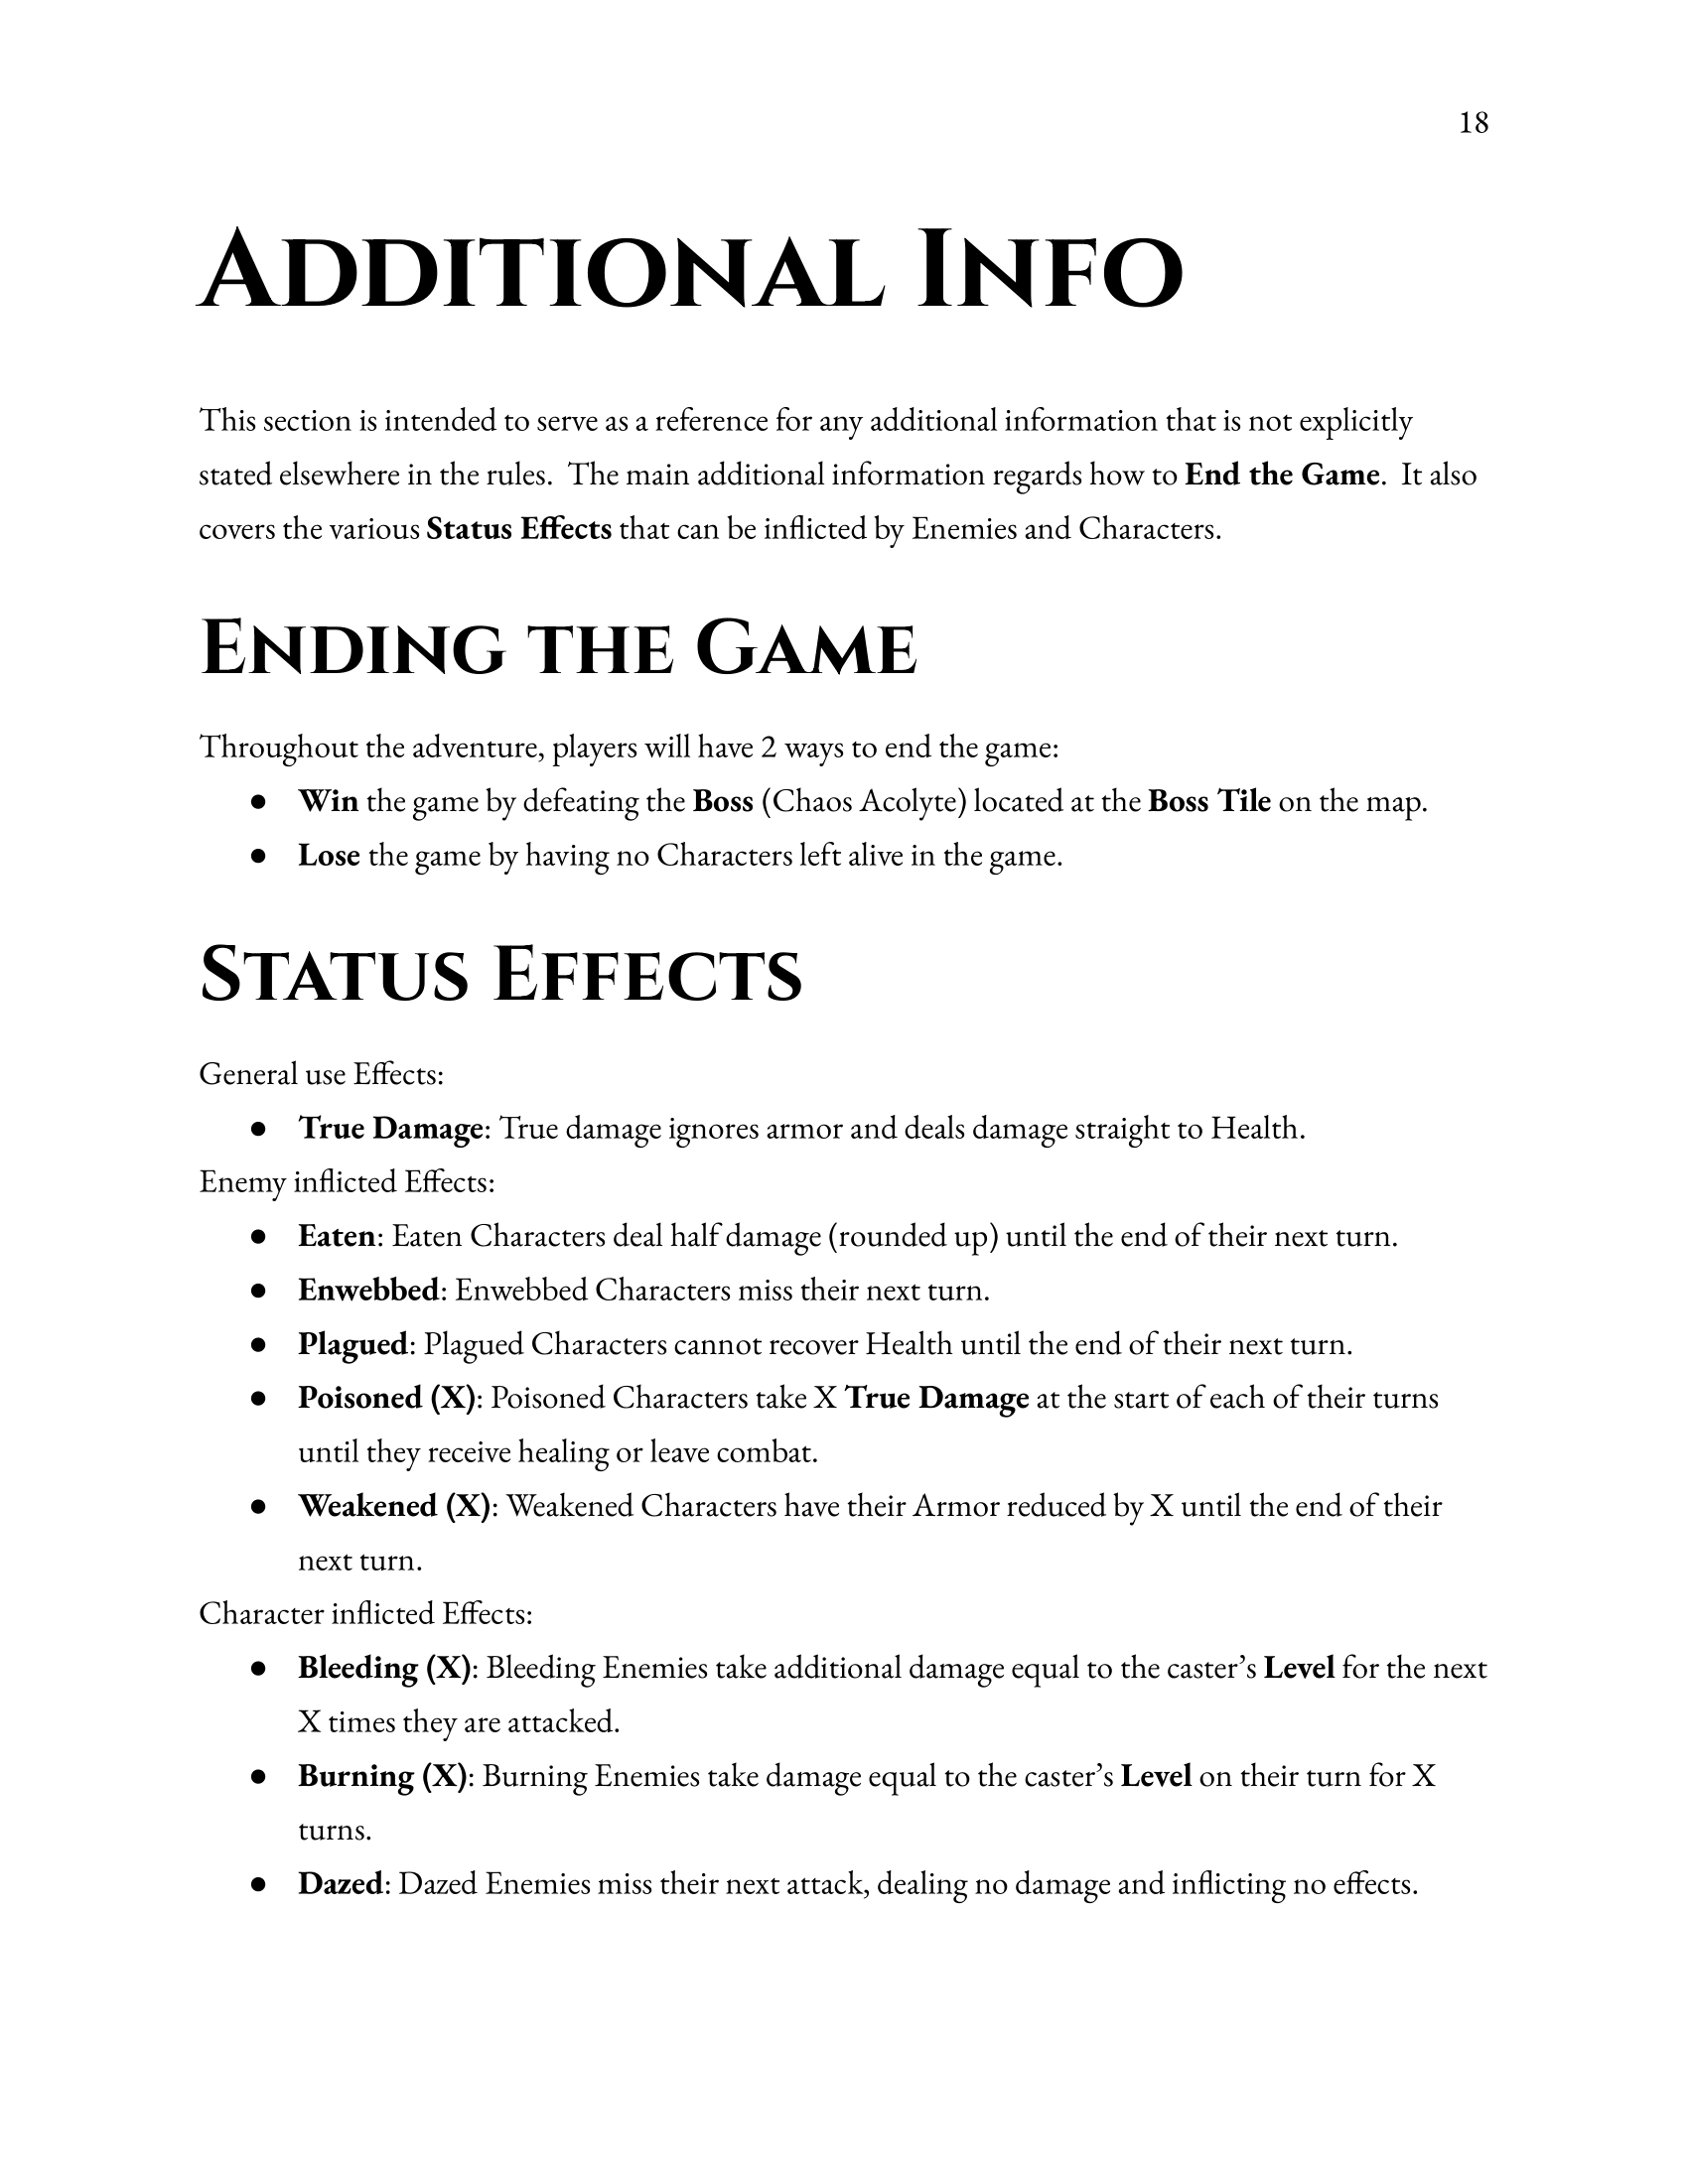 18
Additional Info
This section is intended to serve as a reference for any additional information that is not explicitly
stated elsewhere in the rules.  The main additional information regards how to End the Game.  It also
covers the various Status Effects that can be inflicted by Enemies and Characters.
Ending the Game
Throughout the adventure, players will have 2 ways to end the game:
● Win the game by defeating the Boss (Chaos Acolyte) located at the Boss Tile on the map.
● Lose the game by having no Characters left alive in the game.
Status Effects
General use Effects:
● True Damage: True damage ignores armor and deals damage straight to Health.
Enemy inflicted Effects:
● Eaten: Eaten Characters deal half damage (rounded up) until the end of their next turn.
● Enwebbed: Enwebbed Characters miss their next turn.
● Plagued: Plagued Characters cannot recover Health until the end of their next turn.
● Poisoned (X): Poisoned Characters take X True Damage at the start of each of their turns
until they receive healing or leave combat.
● Weakened (X): Weakened Characters have their Armor reduced by X until the end of their
next turn.
Character inflicted Effects:
● Bleeding (X): Bleeding Enemies take additional damage equal to the caster’s Level for the next
X times they are attacked.
● Burning (X): Burning Enemies take damage equal to the caster’s Level on their turn for X
turns.
● Dazed: Dazed Enemies miss their next attack, dealing no damage and inflicting no effects.